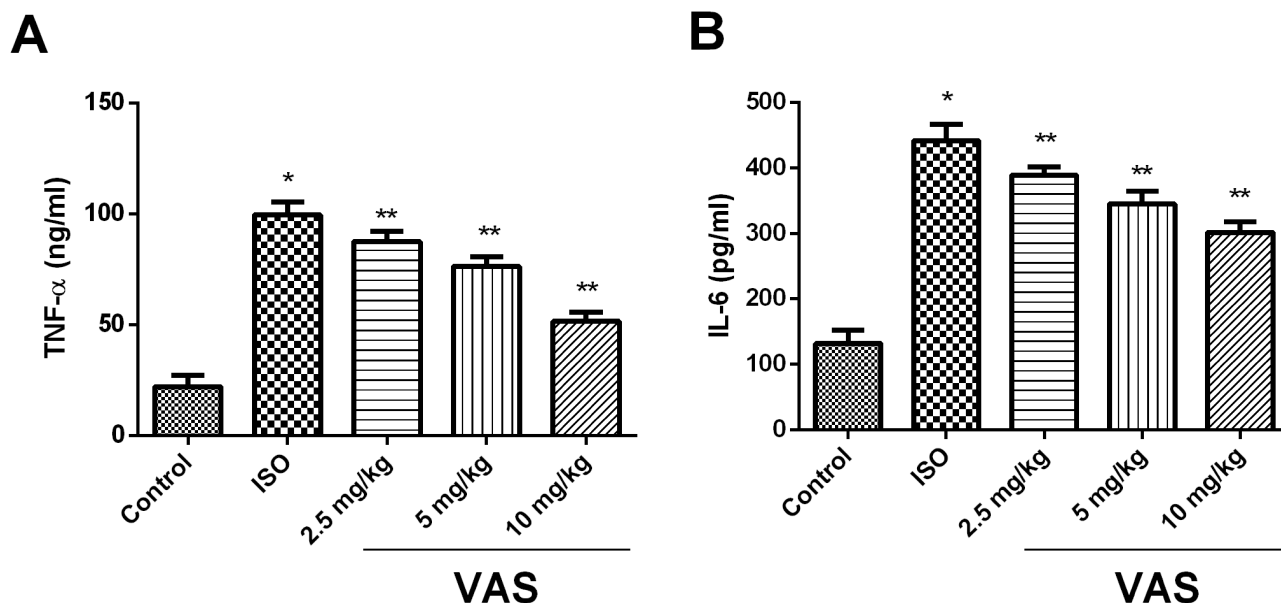 A
TNF-α (ng/ml)
150
100
50
0
*
**
**
**
Control
ISO
2.5 mg/kg
5 mg/kg
10 mg/kg
VAS
B
IL-6 (pg/ml)
500
400
300
200
100
0
*
**
**
**
Control
ISO
2.5 mg/kg
5 mg/kg
10 mg/kg
VAS